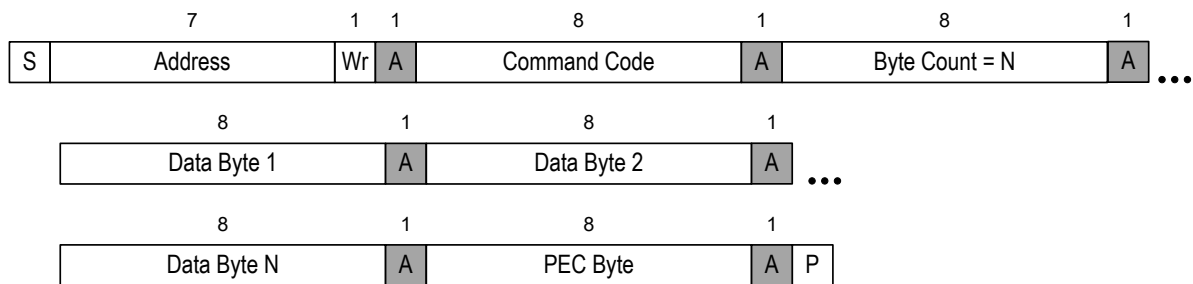 7 1 1 8 1 8 1
S Address Wr A Command Code A Byte Count = N A ...
8 1 8 1
Data Byte 1 A Data Byte 2 A ...
8 1 8 1
Data Byte N A PEC Byte A P